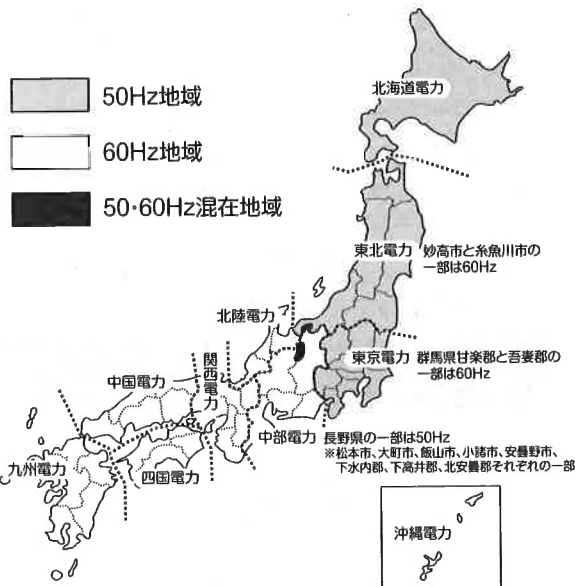 50Hz地域
60Hz地域
50・60Hz混在地域
北海道電力
東北電力
妙高市と糸魚川市の
一部は60Hz
北陸電力
東京電力
群馬県甘楽郡と吾妻郡の
一部は60Hz
関西電力
中国電力
中部電力
長野県の一部は50Hz
※松本市、大町市、飯山市、小諸市、安曇野市、
下水内郡、下高井郡、北安曇郡それぞれの一部
九州電力
四国電力
沖縄電力